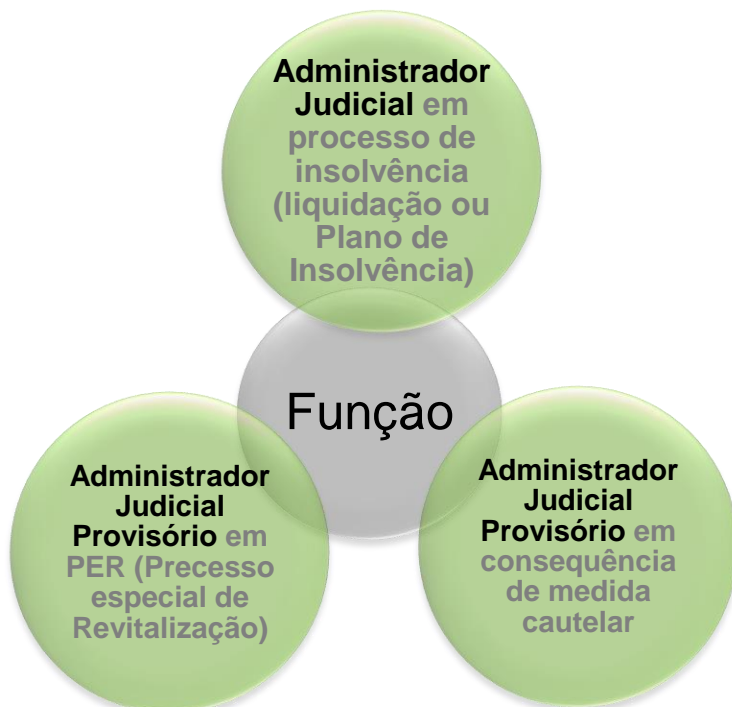 Administrador
Judicial em
processo de
insolvência
(liquidação ou
Plano de
Insolvência)
Função
Administrador
Judicial
Provisório em
PER (Precesso
especial de
Revitalização)
Administrador
Judicial
Provisório em
consequência
de medida
cautelar